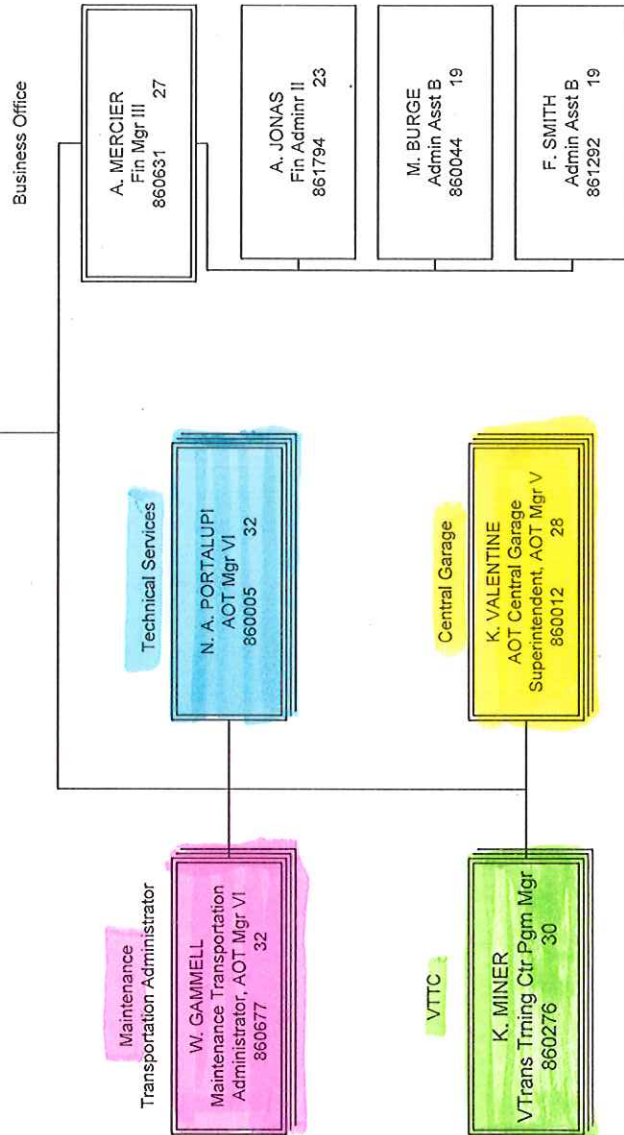 Maintenance
Transportation Administrator
W. GAMMELL
Maintenance Transportation
Administrator, AOT Mgr VI
860677 32
Technical Services
N. A. PORTALUPI
AOT Mgr VI
860005 32
Business Office
A. MERCIER
Fin Mgr III
860631 27
A. JONAS
Fin Adminr II
861794 23
M. BURGE
Admin Asst B
860044 19
F. SMITH
Admin Asst B
861292 19
VTTC
K. MINER
VTrans Trning Ctr Pgm Mgr
860276 30
Central Garage
K. VALENTINE
AOT Central Garage
Superintendent, AOT Mgr V
860012 28